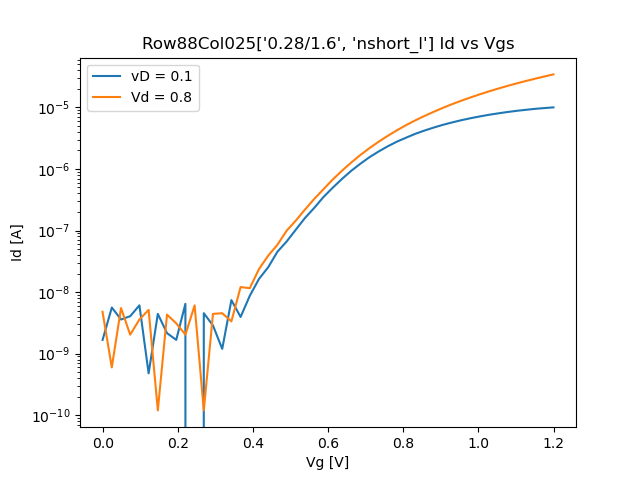 Row88Col025['0.28/1.6', 'nshort_l'] Id vs Vgs
vD = 0.1
Vd = 0.8
10⁻⁵
10⁻⁶
10⁻⁷
10⁻⁸
10⁻⁹
10⁻¹⁰
Id [A]
0.0 0.2 0.4 0.6 0.8 1.0 1.2
Vg [V]